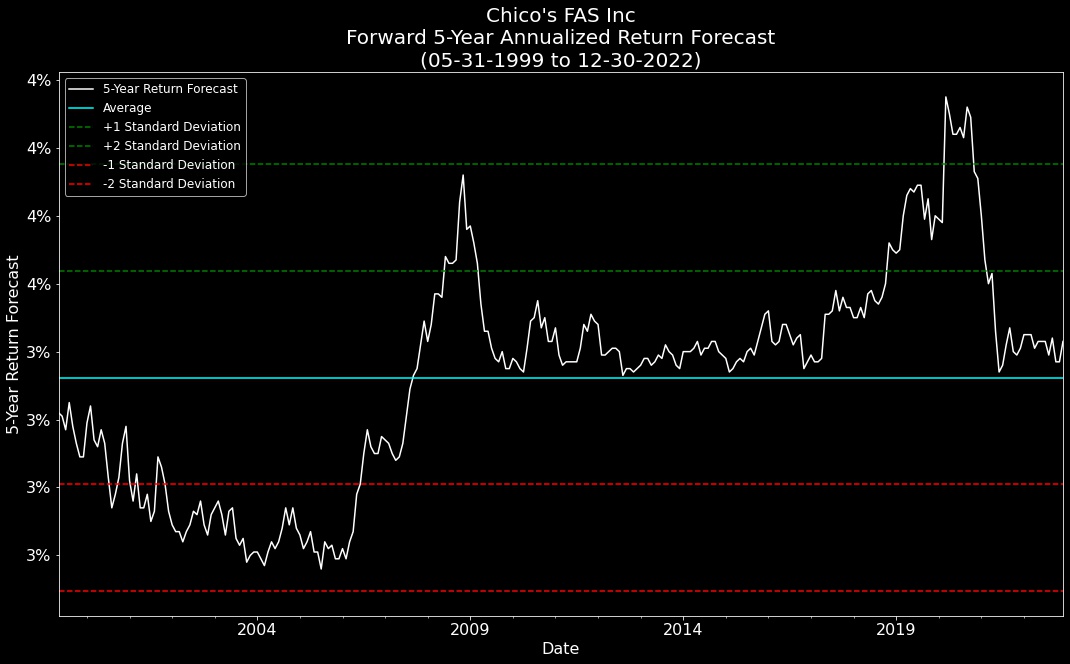 Chico's FAS Inc
Forward 5-Year Annualized Return Forecast
(05-31-1999 to 12-30-2022)
5-Year Return Forecast
Average
+1 Standard Deviation
+2 Standard Deviation
-1 Standard Deviation
-2 Standard Deviation
4%
4%
4%
4%
3%
3%
3%
3%
5-Year Return Forecast
2004
2009
2014
2019
Date